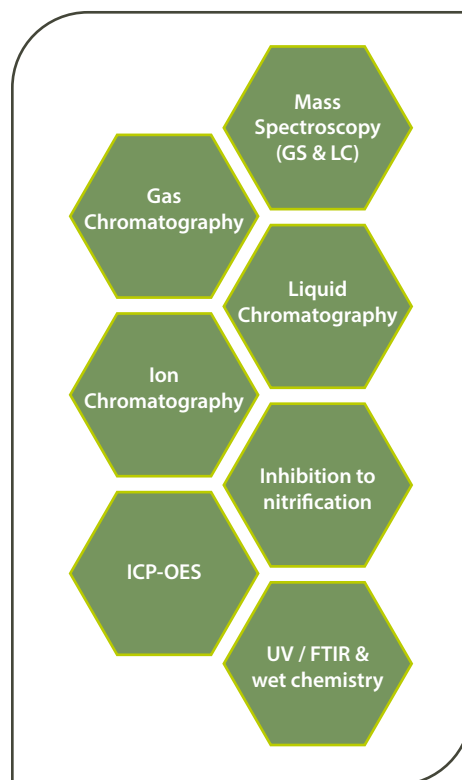 Mass
Spectroscopy
(GS & LC)
Gas
Chromatography
Liquid
Chromatography
Ion
Chromatography
Inhibition to
nitrification
ICP-OES
UV / FTIR &
wet chemistry